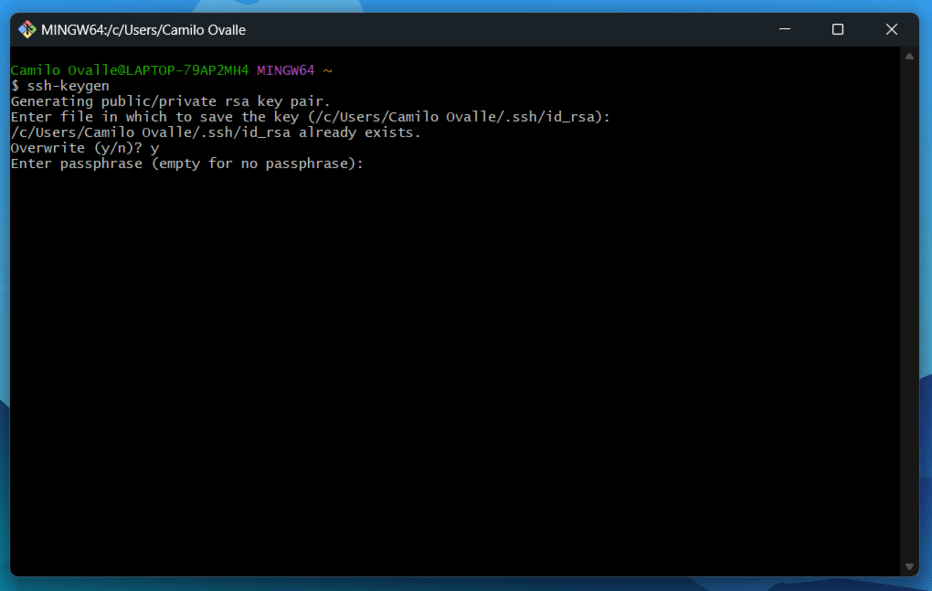 MINGW64:/c/Users/Camilo Ovalle
Camilo Ovalle@LAPTOP-79AP2MH4 MINGW64 ~
$ ssh-keygen
Generating public/private rsa key pair.
Enter file in which to save the key (/c/Users/Camilo Ovalle/.ssh/id_rsa):
/c/Users/Camilo Ovalle/.ssh/id_rsa already exists.
Overwrite (y/n)? y
Enter passphrase (empty for no passphrase):